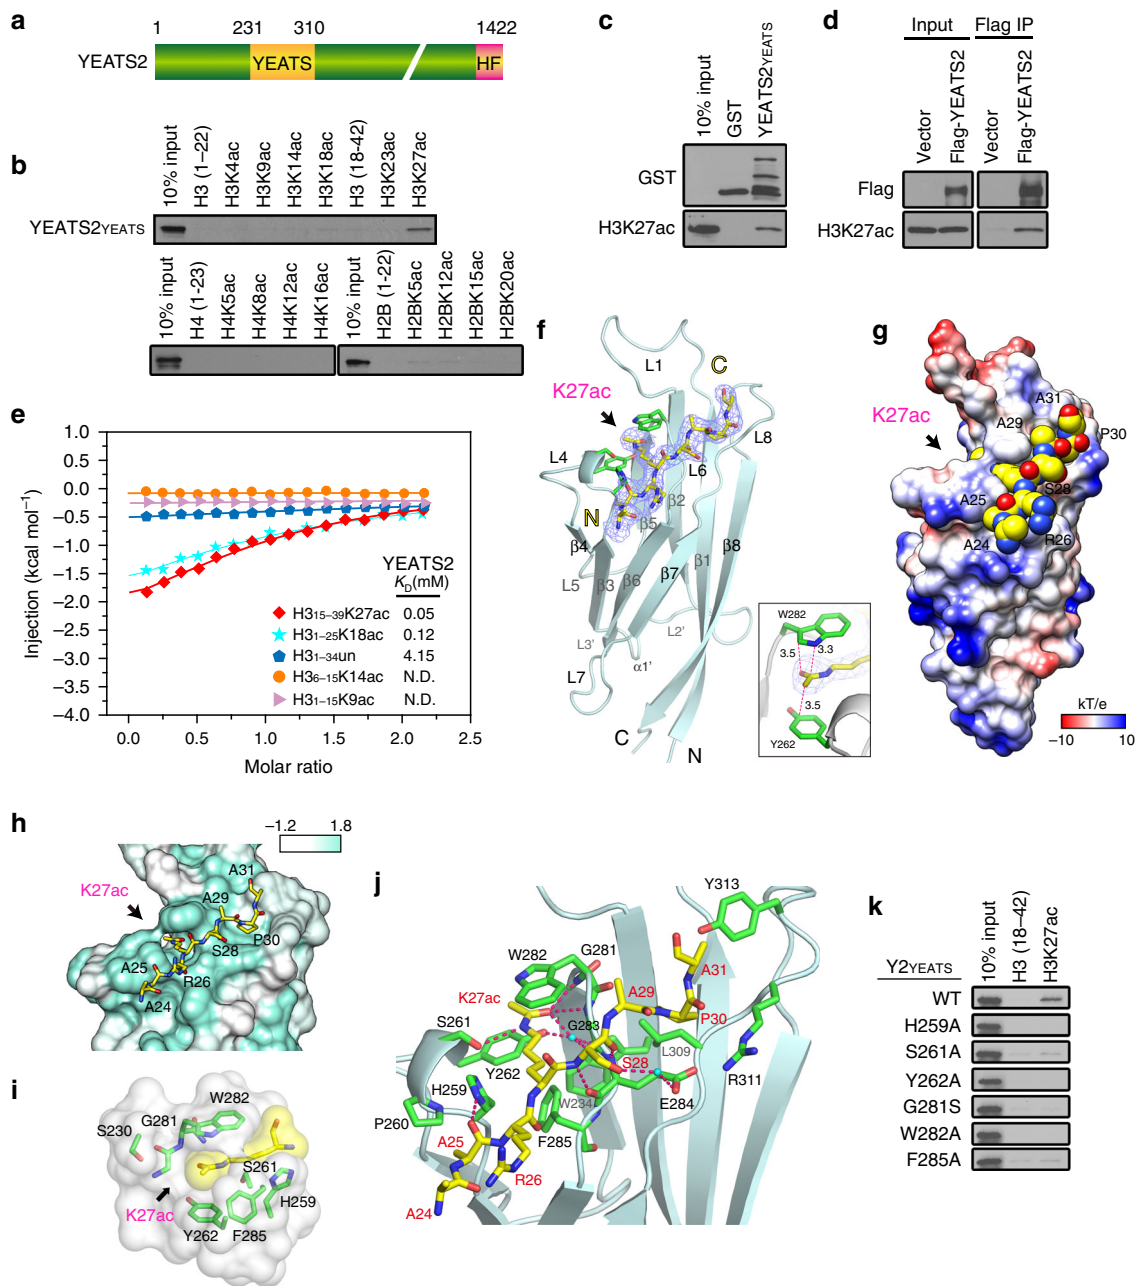 a
1 231 310 1422
YEATS2
YEATS
HF
b
10% input
H3 (1–22)
H3K4ac
H3K9ac
H3K14ac
H3K18ac
H3 (18-42)
H3K23ac
H3K27ac
YEATS2YEATS
10% input
H4 (1-23)
H4K5ac
H4K8ac
H4K12ac
H4K16ac
10% input
H2B (1-22)
H2BK5ac
H2BK12ac
H2BK15ac
H2BK20ac
c
10% input
GST
YEATS2YEATS
GST
H3K27ac
d
Input
Flag IP
Vector
Flag-YEATS2
Vector
Flag-YEATS2
Flag
H3K27ac
e
Injection (kcal mol⁻¹)
1.0
0.5
0.0
−0.5
−1.0
−1.5
−2.0
−2.5
−3.0
−3.5
−4.0
0.0 0.5 1.0 1.5 2.0 2.5
Molar ratio
YEATS2
KD(mM)
H3₁₅₋₃₉K27ac 0.05
H3₁₋₂₅K18ac 0.12
H3₁₋₃₄un 4.15
H3₆₋₁₅K14ac N.D.
H3₁₋₁₅K9ac N.D.
f
L1
C
K27ac
L8
L4
L6
β2
N
β5
β4
β1
β8
β7
L5
β3
β6
L3'
L2'
α1'
L7
C
N
W282
3.5
3.3
3.5
Y262
g
A31
K27ac
A29
P30
A25
S28
A24
R26
kT/e
−10 10
h
−1.2 1.8
A31
K27ac
A29
P30
S28
A25
R26
A24
i
W282
G281
S230
S261
K27ac
H259
Y262
F285
j
Y313
G281
W282
A31
K27ac
A29
P30
S261
G283
L309
Y262
S28
R311
H259
W234
E284
P260
F285
A25
R26
A24
k
10% input
H3 (18–42)
H3K27ac
Y2YEATS
WT
H259A
S261A
Y262A
G281S
W282A
F285A